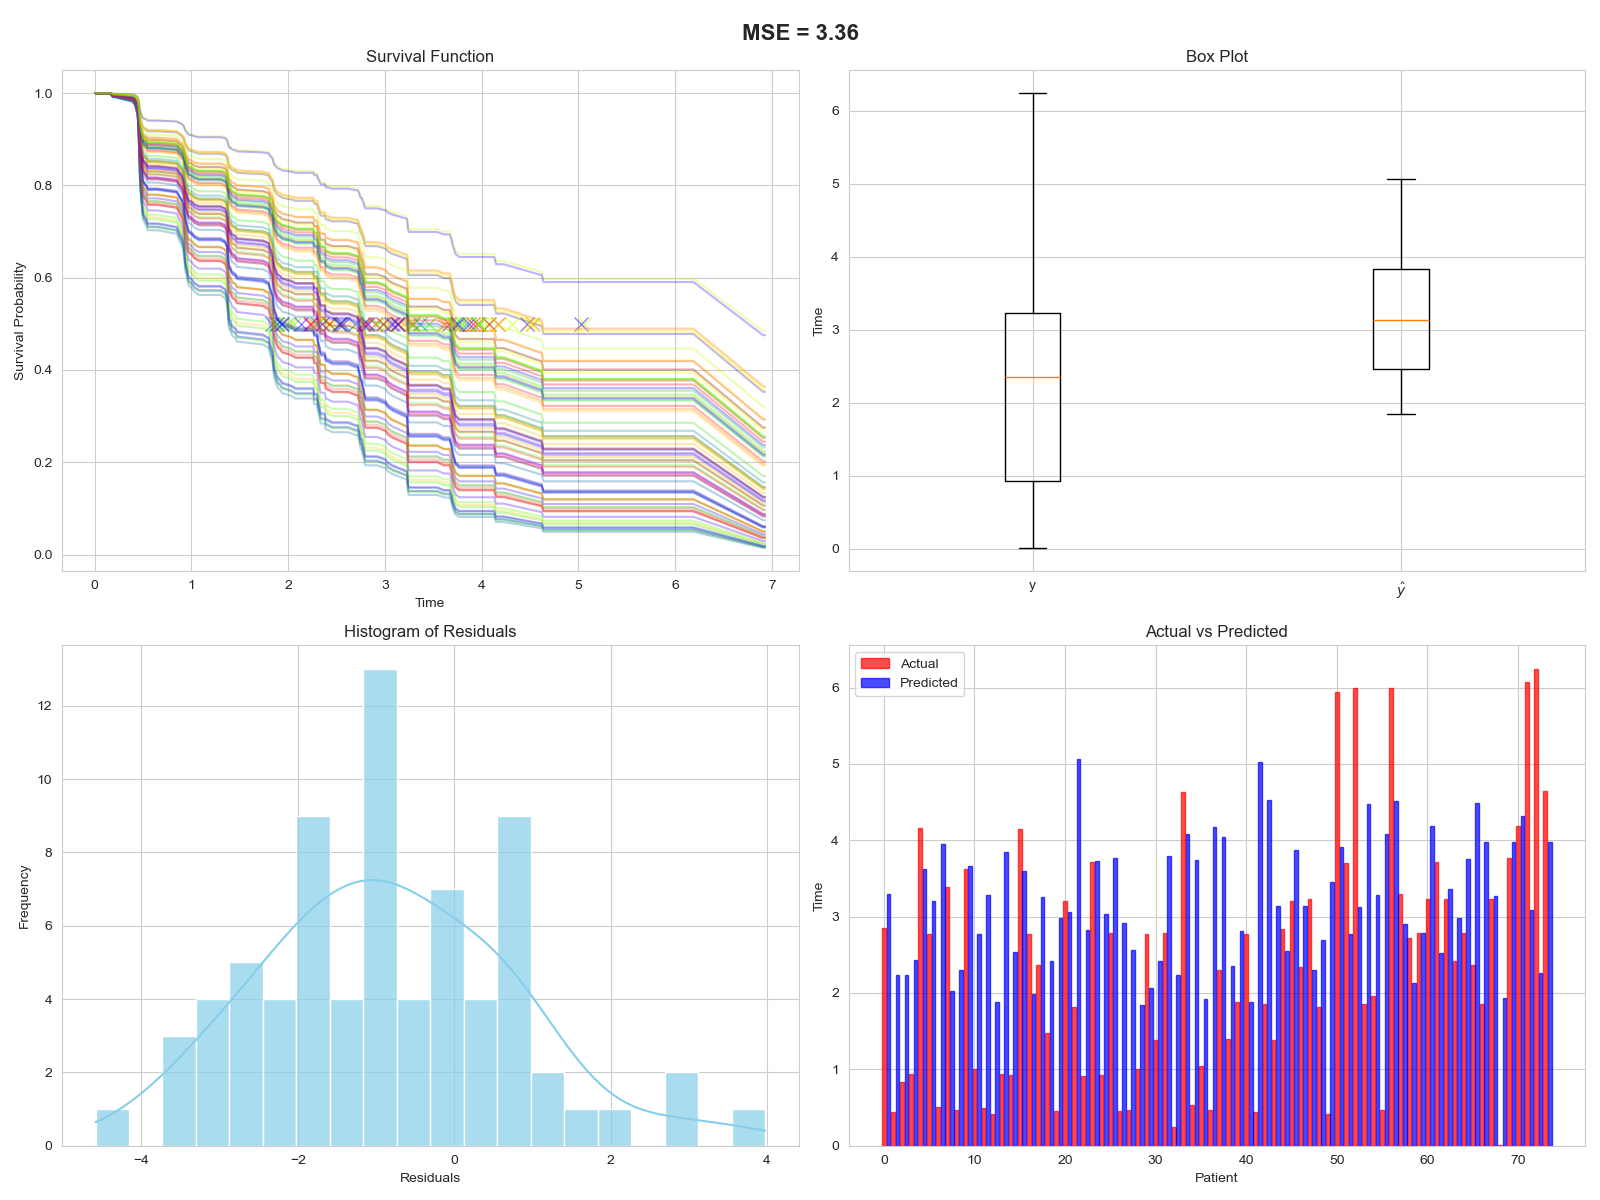 MSE = 3.36
Survival Function
Survival Probability
1.0
0.8
0.6
0.4
0.2
0.0
0 1 2 3 4 5 6 7
Time
Box Plot
Time
6
5
4
3
2
1
0
y ŷ
Histogram of Residuals
Frequency
12
10
8
6
4
2
0
−4 −2 0 2 4
Residuals
Actual vs Predicted
Actual
Predicted
Time
6
5
4
3
2
1
0
0 10 20 30 40 50 60 70
Patient